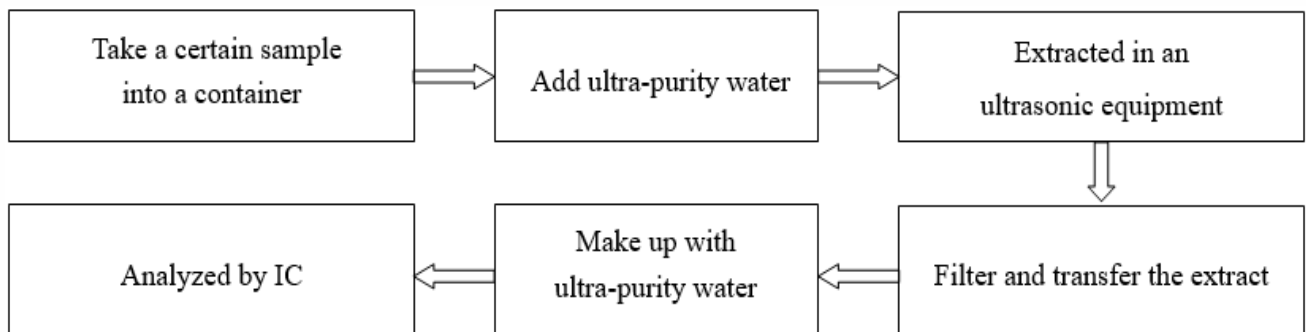 Take a certain sample
into a container
Add ultra-purity water
Extracted in an
ultrasonic equipment
Filter and transfer the extract
Make up with
ultra-purity water
Analyzed by IC